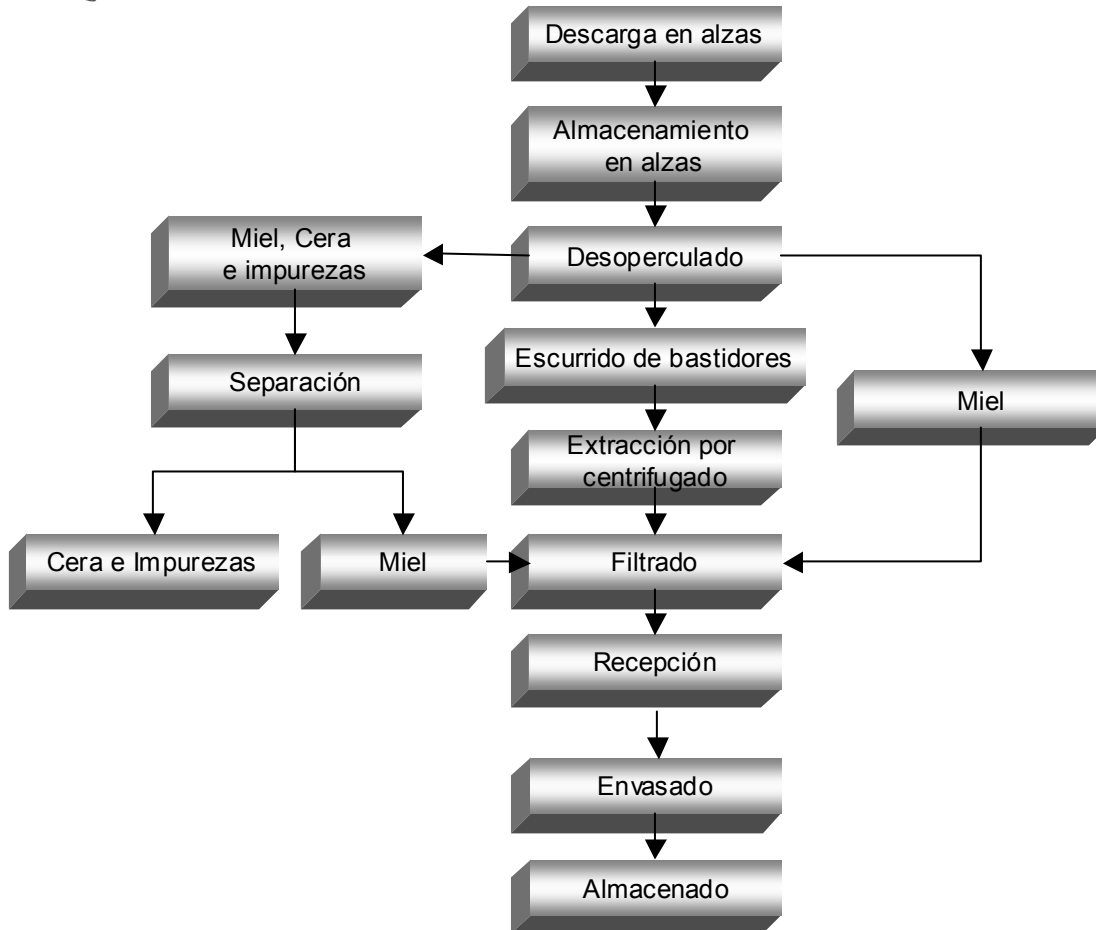 Descarga en alzas
Almacenamiento
en alzas
Miel, Cera
e impurezas
Desoperculado
Escurrido de bastidores
Separación
Miel
Extracción por
centrifugado
Cera e Impurezas
Miel
Filtrado
Recepción
Envasado
Almacenado